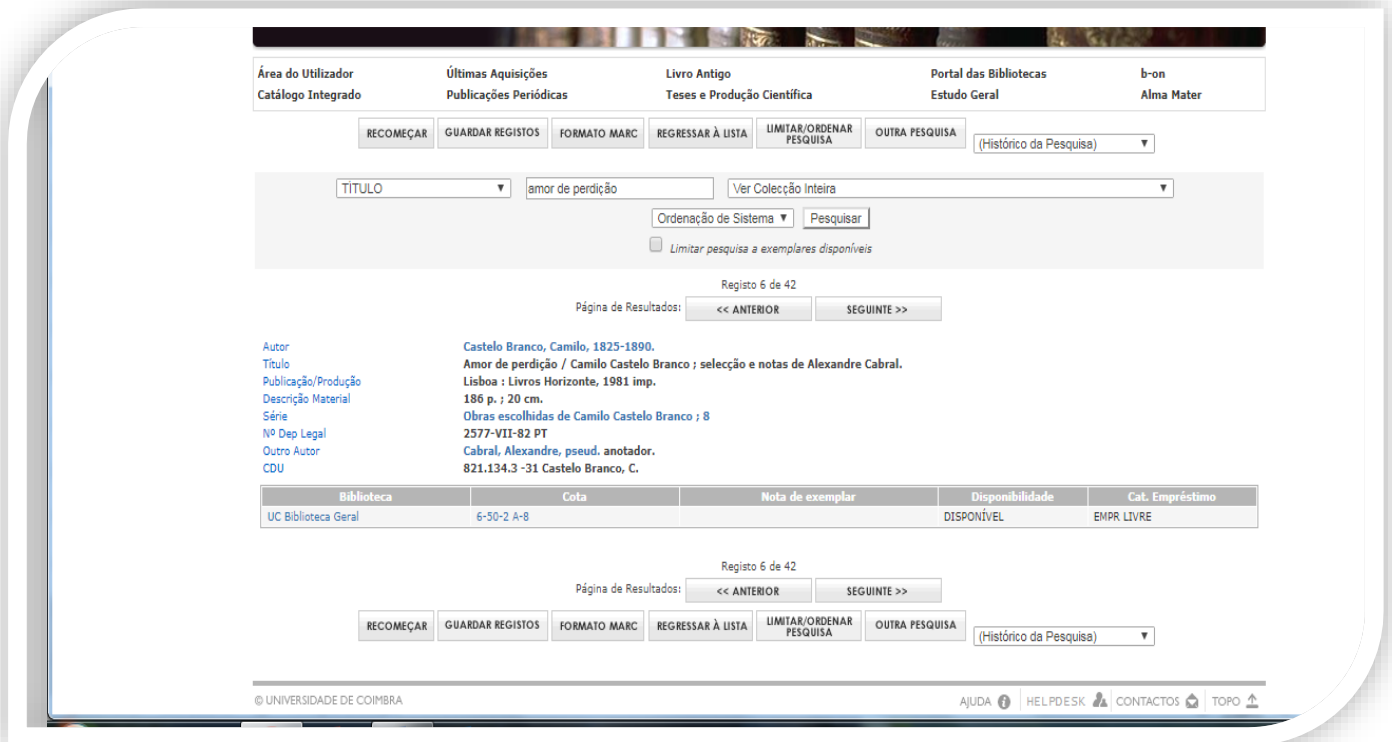 Área do Utilizador Últimas Aquisições Livro Antigo Portal das Bibliotecas b-on
Catálogo Integrado Publicações Periódicas Teses e Produção Científica Estudo Geral Alma Mater
RECOMEÇAR GUARDAR REGISTOS FORMATO MARC REGRESSAR À LISTA LIMITAR/ORDENAR PESQUISA OUTRA PESQUISA (Histórico da Pesquisa)
TÍTULO amor de perdição Ver Colecção Inteira
Ordenação de Sistema Pesquisar
Limitar pesquisa a exemplares disponíveis
Registo 6 de 42
Página de Resultados: << ANTERIOR SEGUINTE >>
Autor Castelo Branco, Camilo, 1825-1890.
Título Amor de perdição / Camilo Castelo Branco ; selecção e notas de Alexandre Cabral.
Publicação/Produção Lisboa : Livros Horizonte, 1981 imp.
Descrição Material 186 p. ; 20 cm.
Série Obras escolhidas de Camilo Castelo Branco ; 8
Nº Dep Legal 2577-VII-82 PT
Outro Autor Cabral, Alexandre, pseud. anotador.
CDU 821.134.3 -31 Castelo Branco, C.
Biblioteca Cota Nota de exemplar Disponibilidade Cat. Empréstimo
UC Biblioteca Geral 6-50-2 A-8 DISPONÍVEL EMPR LIVRE
Registo 6 de 42
Página de Resultados: << ANTERIOR SEGUINTE >>
RECOMEÇAR GUARDAR REGISTOS FORMATO MARC REGRESSAR À LISTA LIMITAR/ORDENAR PESQUISA OUTRA PESQUISA (Histórico da Pesquisa)
© UNIVERSIDADE DE COIMBRA AJUDA HELPDESK CONTACTOS TOPO